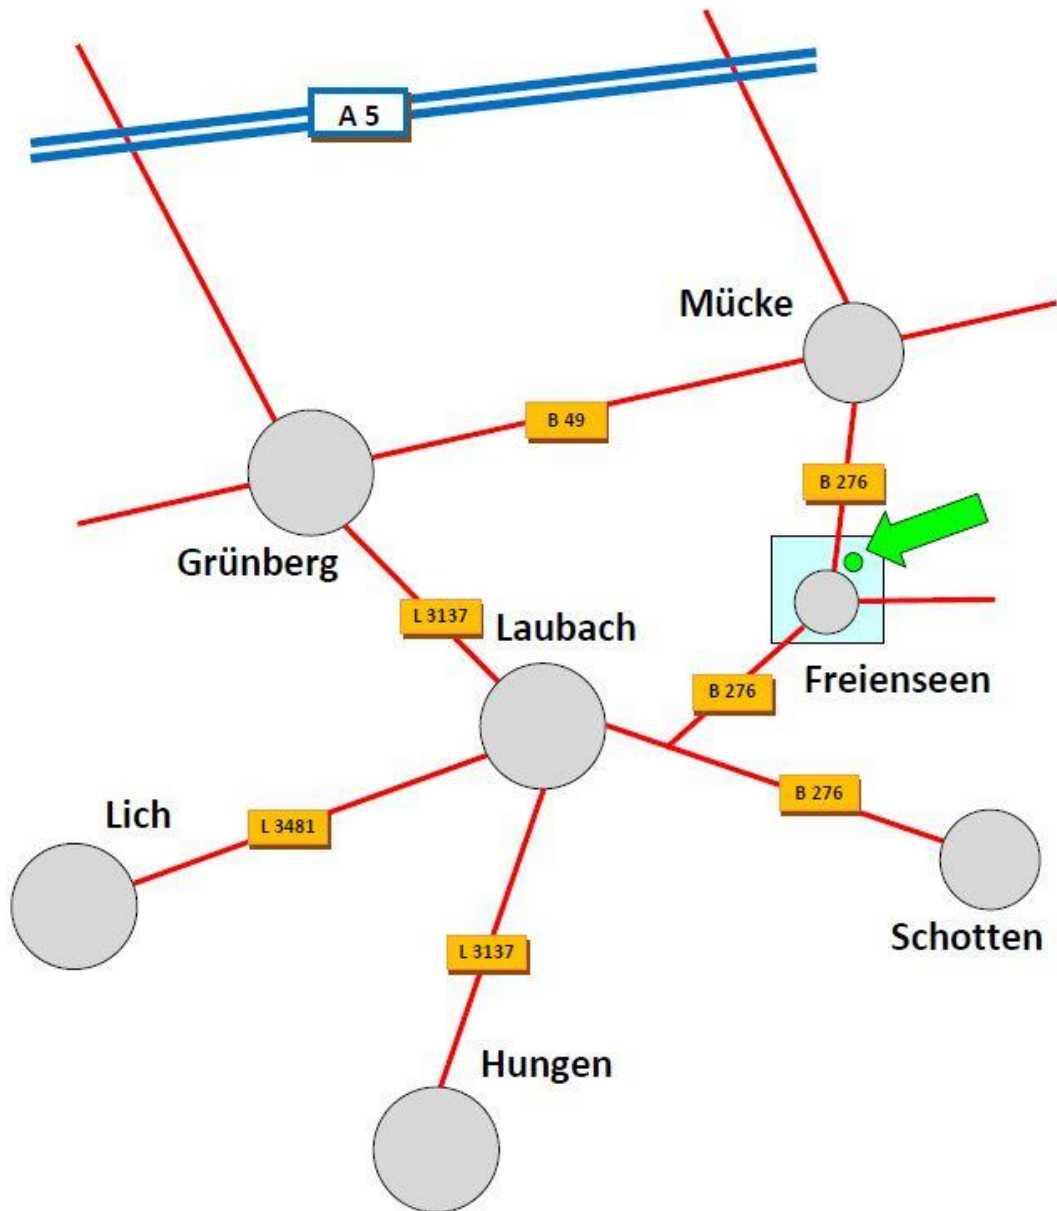 A 5
Mücke
B 49
B 276
Grünberg
L 3137
Laubach
Freienseen
B 276
B 276
Lich
L 3481
Schotten
L 3137
Hungen